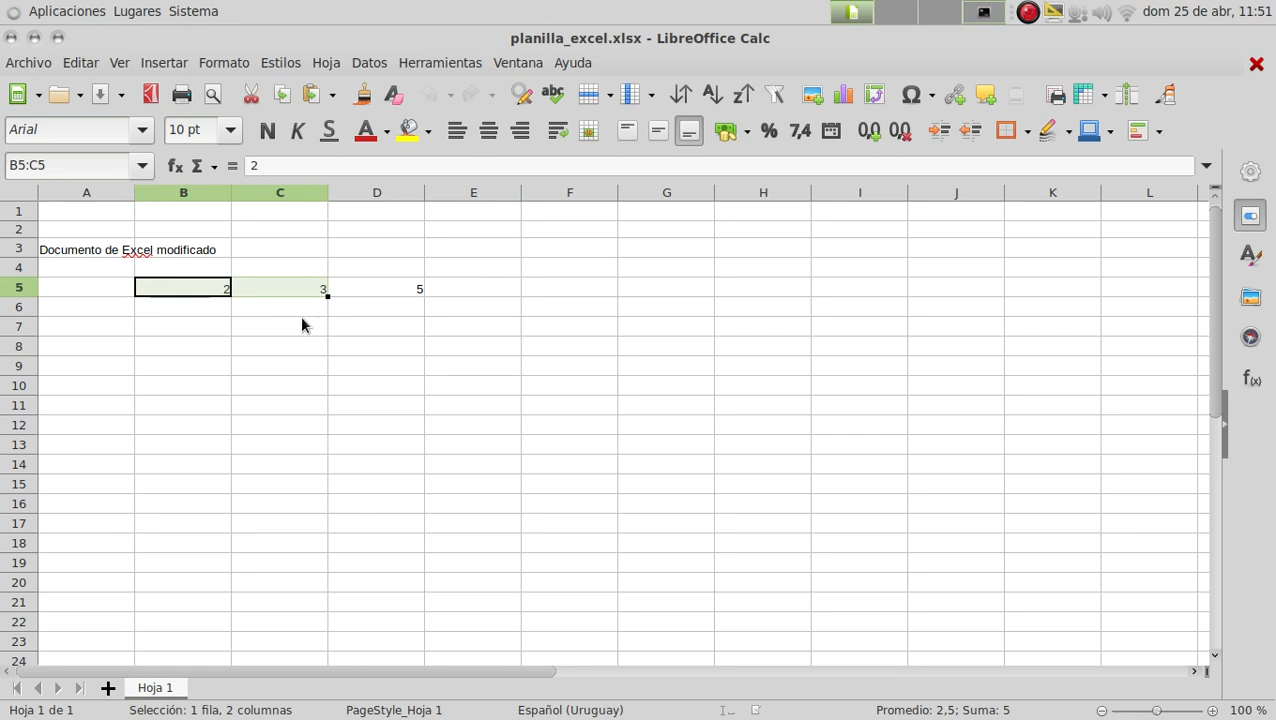 Aplicaciones Lugares Sistema dom 25 de abr, 11:51
planilla_excel.xlsx - LibreOffice Calc
Archivo Editar Ver Insertar Formato Estilos Hoja Datos Herramientas Ventana Ayuda
Arial 10 pt N K S A % 7,4
B5:C5 fx Σ = 2
A B C D E F G H I J K L
1
2
3 Documento de Excel modificado
4
5 2 3 5
6
7
8
9
10
11
12
13
14
15
16
17
18
19
20
21
22
23
24
Hoja 1
Hoja 1 de 1 Selección: 1 fila, 2 columnas PageStyle_Hoja 1 Español (Uruguay) Promedio: 2,5; Suma: 5 100 %